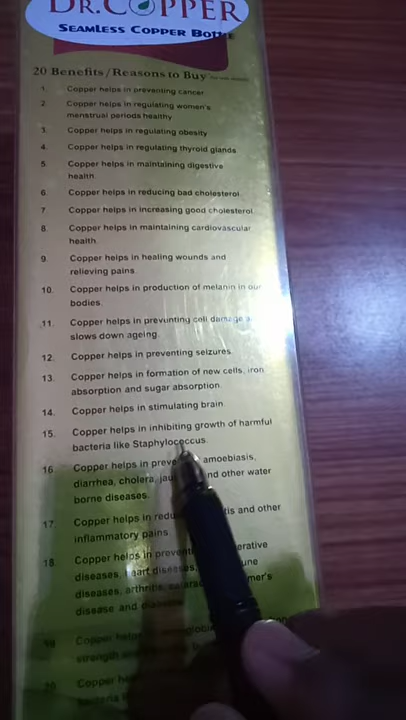 DR.COPPER
SEAMLESS COPPER Bottle
20 Benefits/Reasons to Buy
1. Copper helps in preventing cancer
2. Copper helps in regulating women's
menstrual periods healthy
3. Copper helps in regulating obesity
4. Copper helps in regulating thyroid glands
5. Copper helps in maintaining digestive
health.
6. Copper helps in reducing bad cholesterol
7. Copper helps in increasing good cholesterol
8. Copper helps in maintaining cardiovascular
health.
9. Copper helps in healing wounds and
relieving pains.
10. Copper helps in production of melanin in our
bodies.
11. Copper helps in preventing cell damage
slows down ageing.
12. Copper helps in preventing seizures.
13. Copper helps in formation of new cells, iron
absorption and sugar absorption.
14. Copper helps in stimulating brain.
15. Copper helps in inhibiting growth of harmful
bacteria like Staphylococcus.
16. Copper helps in amoebiasis,
diarrhea, cholera, and other water
borne diseases.
17. Copper helps in and other
inflammatory pains.
18. Copper helps in
diseases, heart diseases,
diseases, arthritis,
disease and
19. Copper helps
strength
20. Copper
bacteria